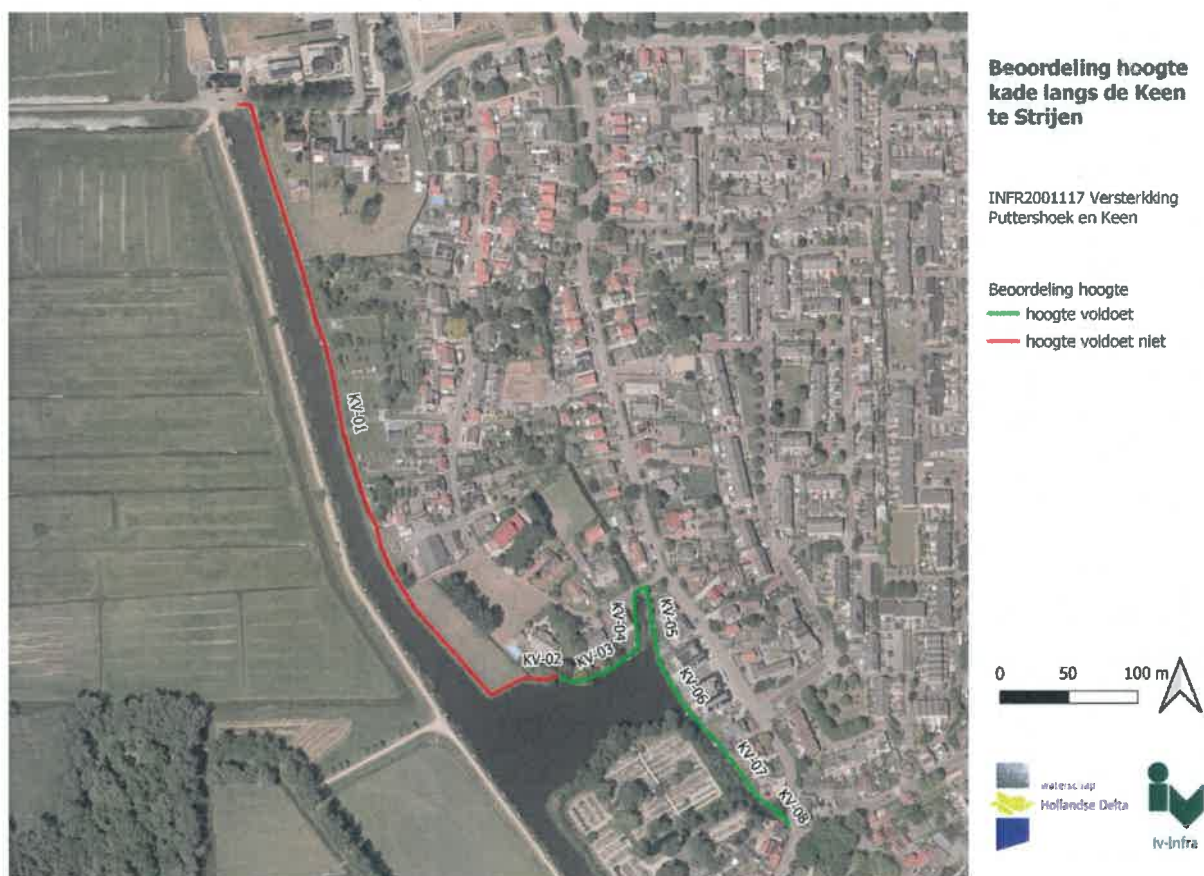 Beoordeling hoogte
kade langs de Keen
te Strijen
INFR2001117 Versterkking
Puttershoek en Keen
Beoordeling hoogte
hoogte voldoet
hoogte voldoet niet
KV-01
KV-02
KV-03
KV-04
KV-05
KV-06
KV-07
KV-08
0 50 100 m
waterschap
Hollandse Delta
Iv-Infra